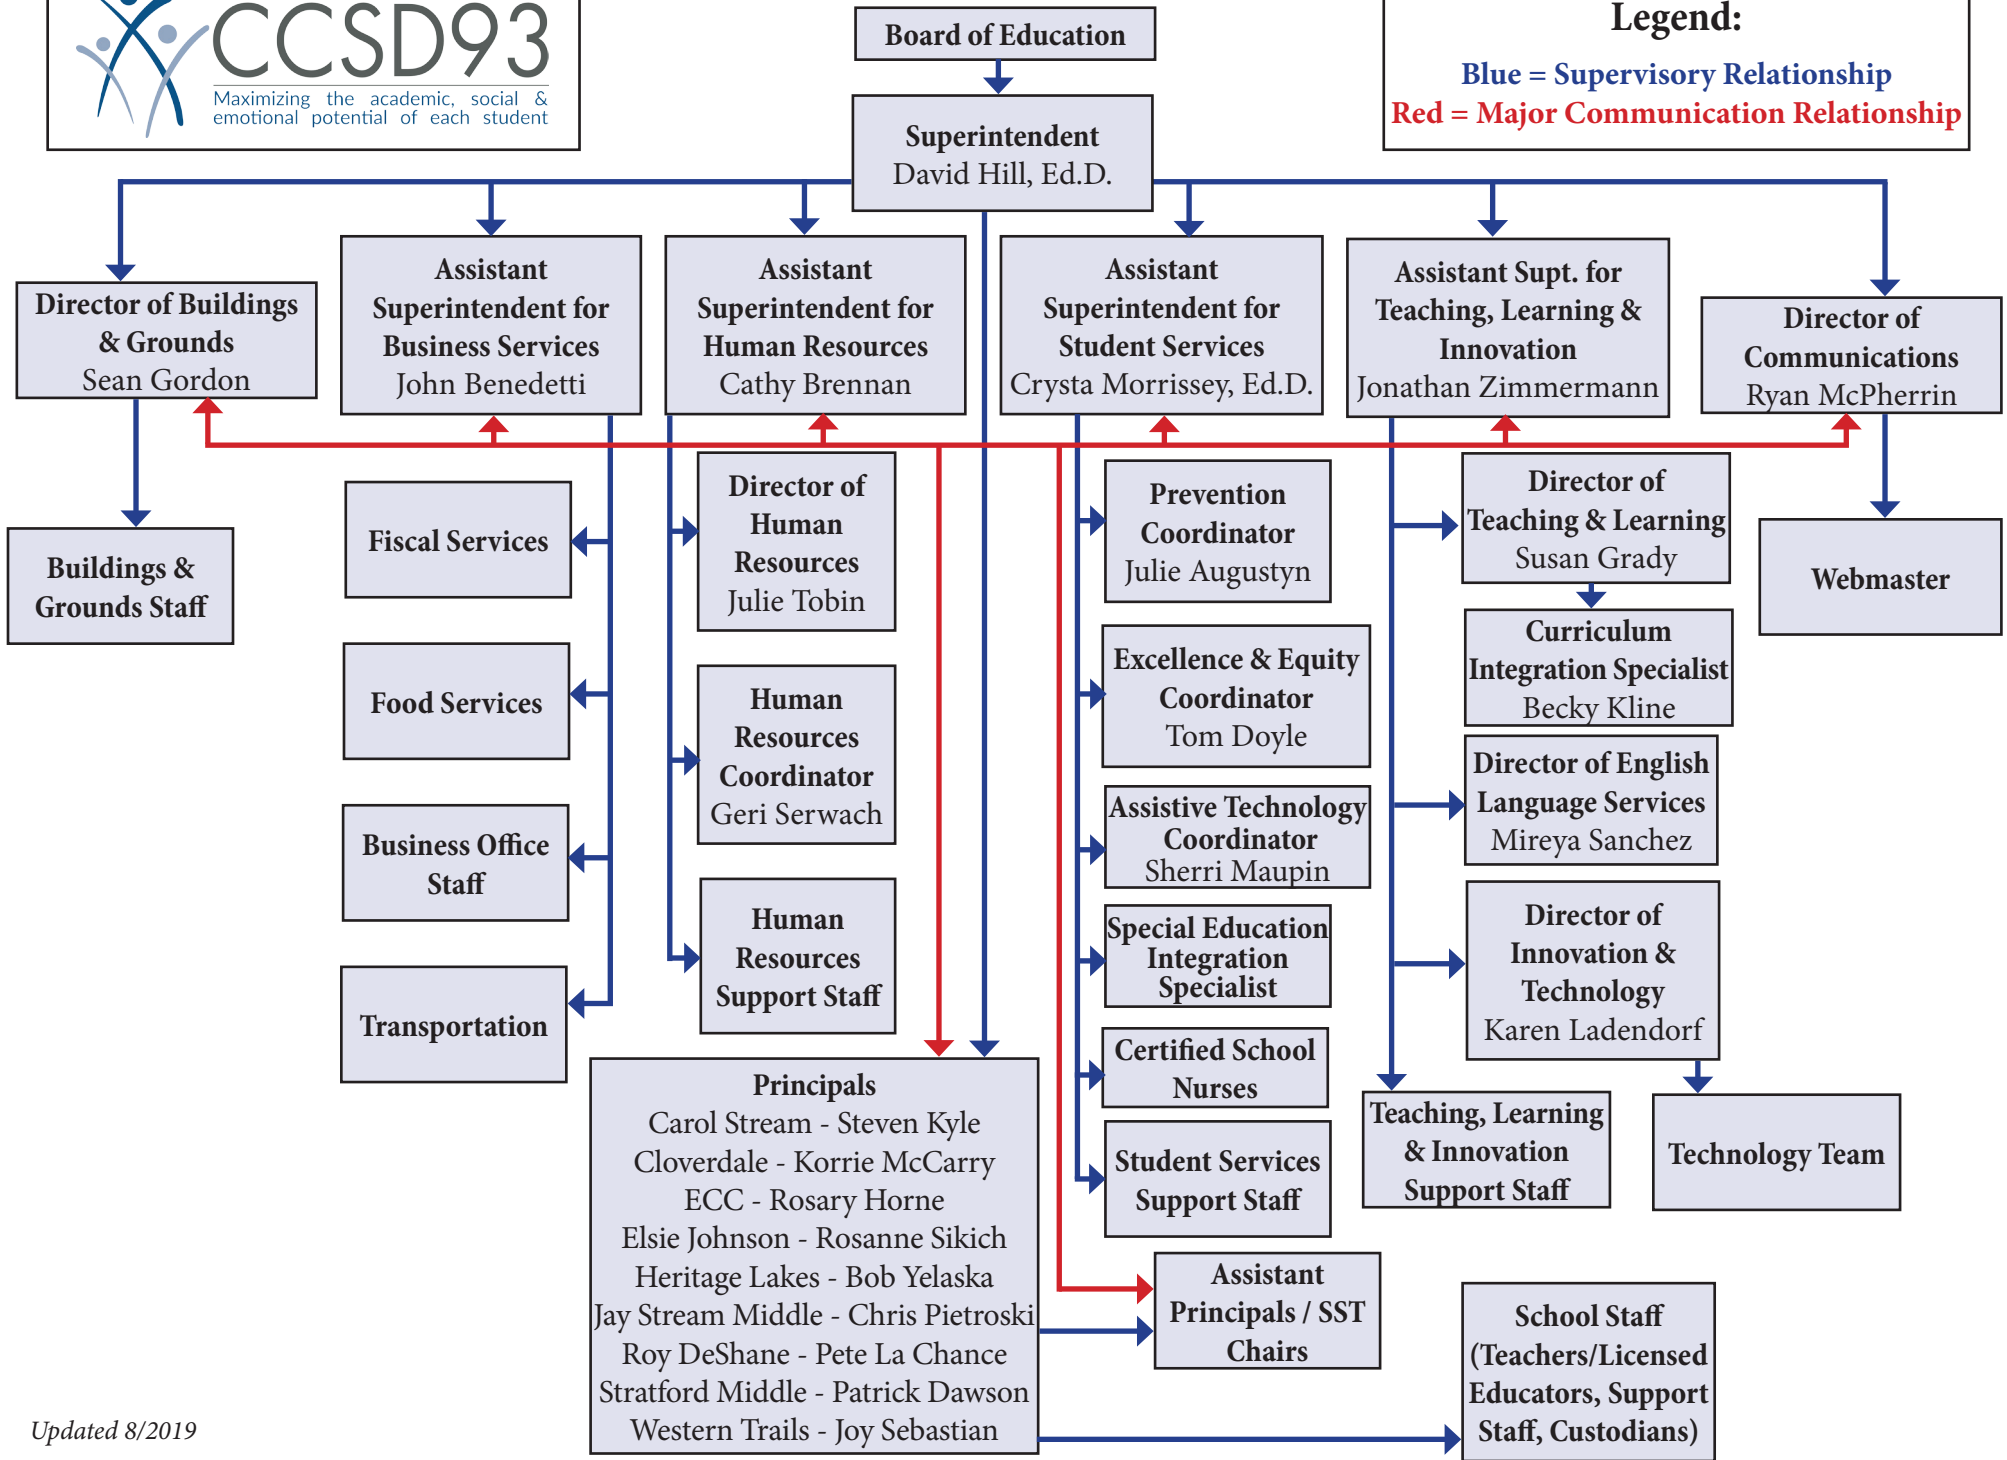 CCSD93
Maximizing the academic, social &
emotional potential of each student
Board of Education
Legend:
Blue = Supervisory Relationship
Red = Major Communication Relationship
Superintendent
David Hill, Ed.D.
Director of Buildings
& Grounds
Sean Gordon
Assistant
Superintendent for
Business Services
John Benedetti
Assistant
Superintendent for
Human Resources
Cathy Brennan
Assistant
Superintendent for
Student Services
Crysta Morrissey, Ed.D.
Assistant Supt. for
Teaching, Learning &
Innovation
Jonathan Zimmermann
Director of
Communications
Ryan McPherrin
Buildings &
Grounds Staff
Fiscal Services
Food Services
Business Office
Staff
Transportation
Director of
Human
Resources
Julie Tobin
Human
Resources
Coordinator
Geri Serwach
Human
Resources
Support Staff
Prevention
Coordinator
Julie Augustyn
Excellence & Equity
Coordinator
Tom Doyle
Assistive Technology
Coordinator
Sherri Maupin
Special Education
Integration
Specialist
Certified School
Nurses
Student Services
Support Staff
Director of
Teaching & Learning
Susan Grady
Curriculum
Integration Specialist
Becky Kline
Director of English
Language Services
Mireya Sanchez
Director of
Innovation &
Technology
Karen Ladendorf
Teaching, Learning
& Innovation
Support Staff
Technology Team
Webmaster
Principals
Carol Stream - Steven Kyle
Cloverdale - Korrie McCarry
ECC - Rosary Horne
Elsie Johnson - Rosanne Sikich
Heritage Lakes - Bob Yelaska
Jay Stream Middle - Chris Pietroski
Roy DeShane - Pete La Chance
Stratford Middle - Patrick Dawson
Western Trails - Joy Sebastian
Assistant
Principals / SST
Chairs
School Staff
(Teachers/Licensed
Educators, Support
Staff, Custodians)
Updated 8/2019